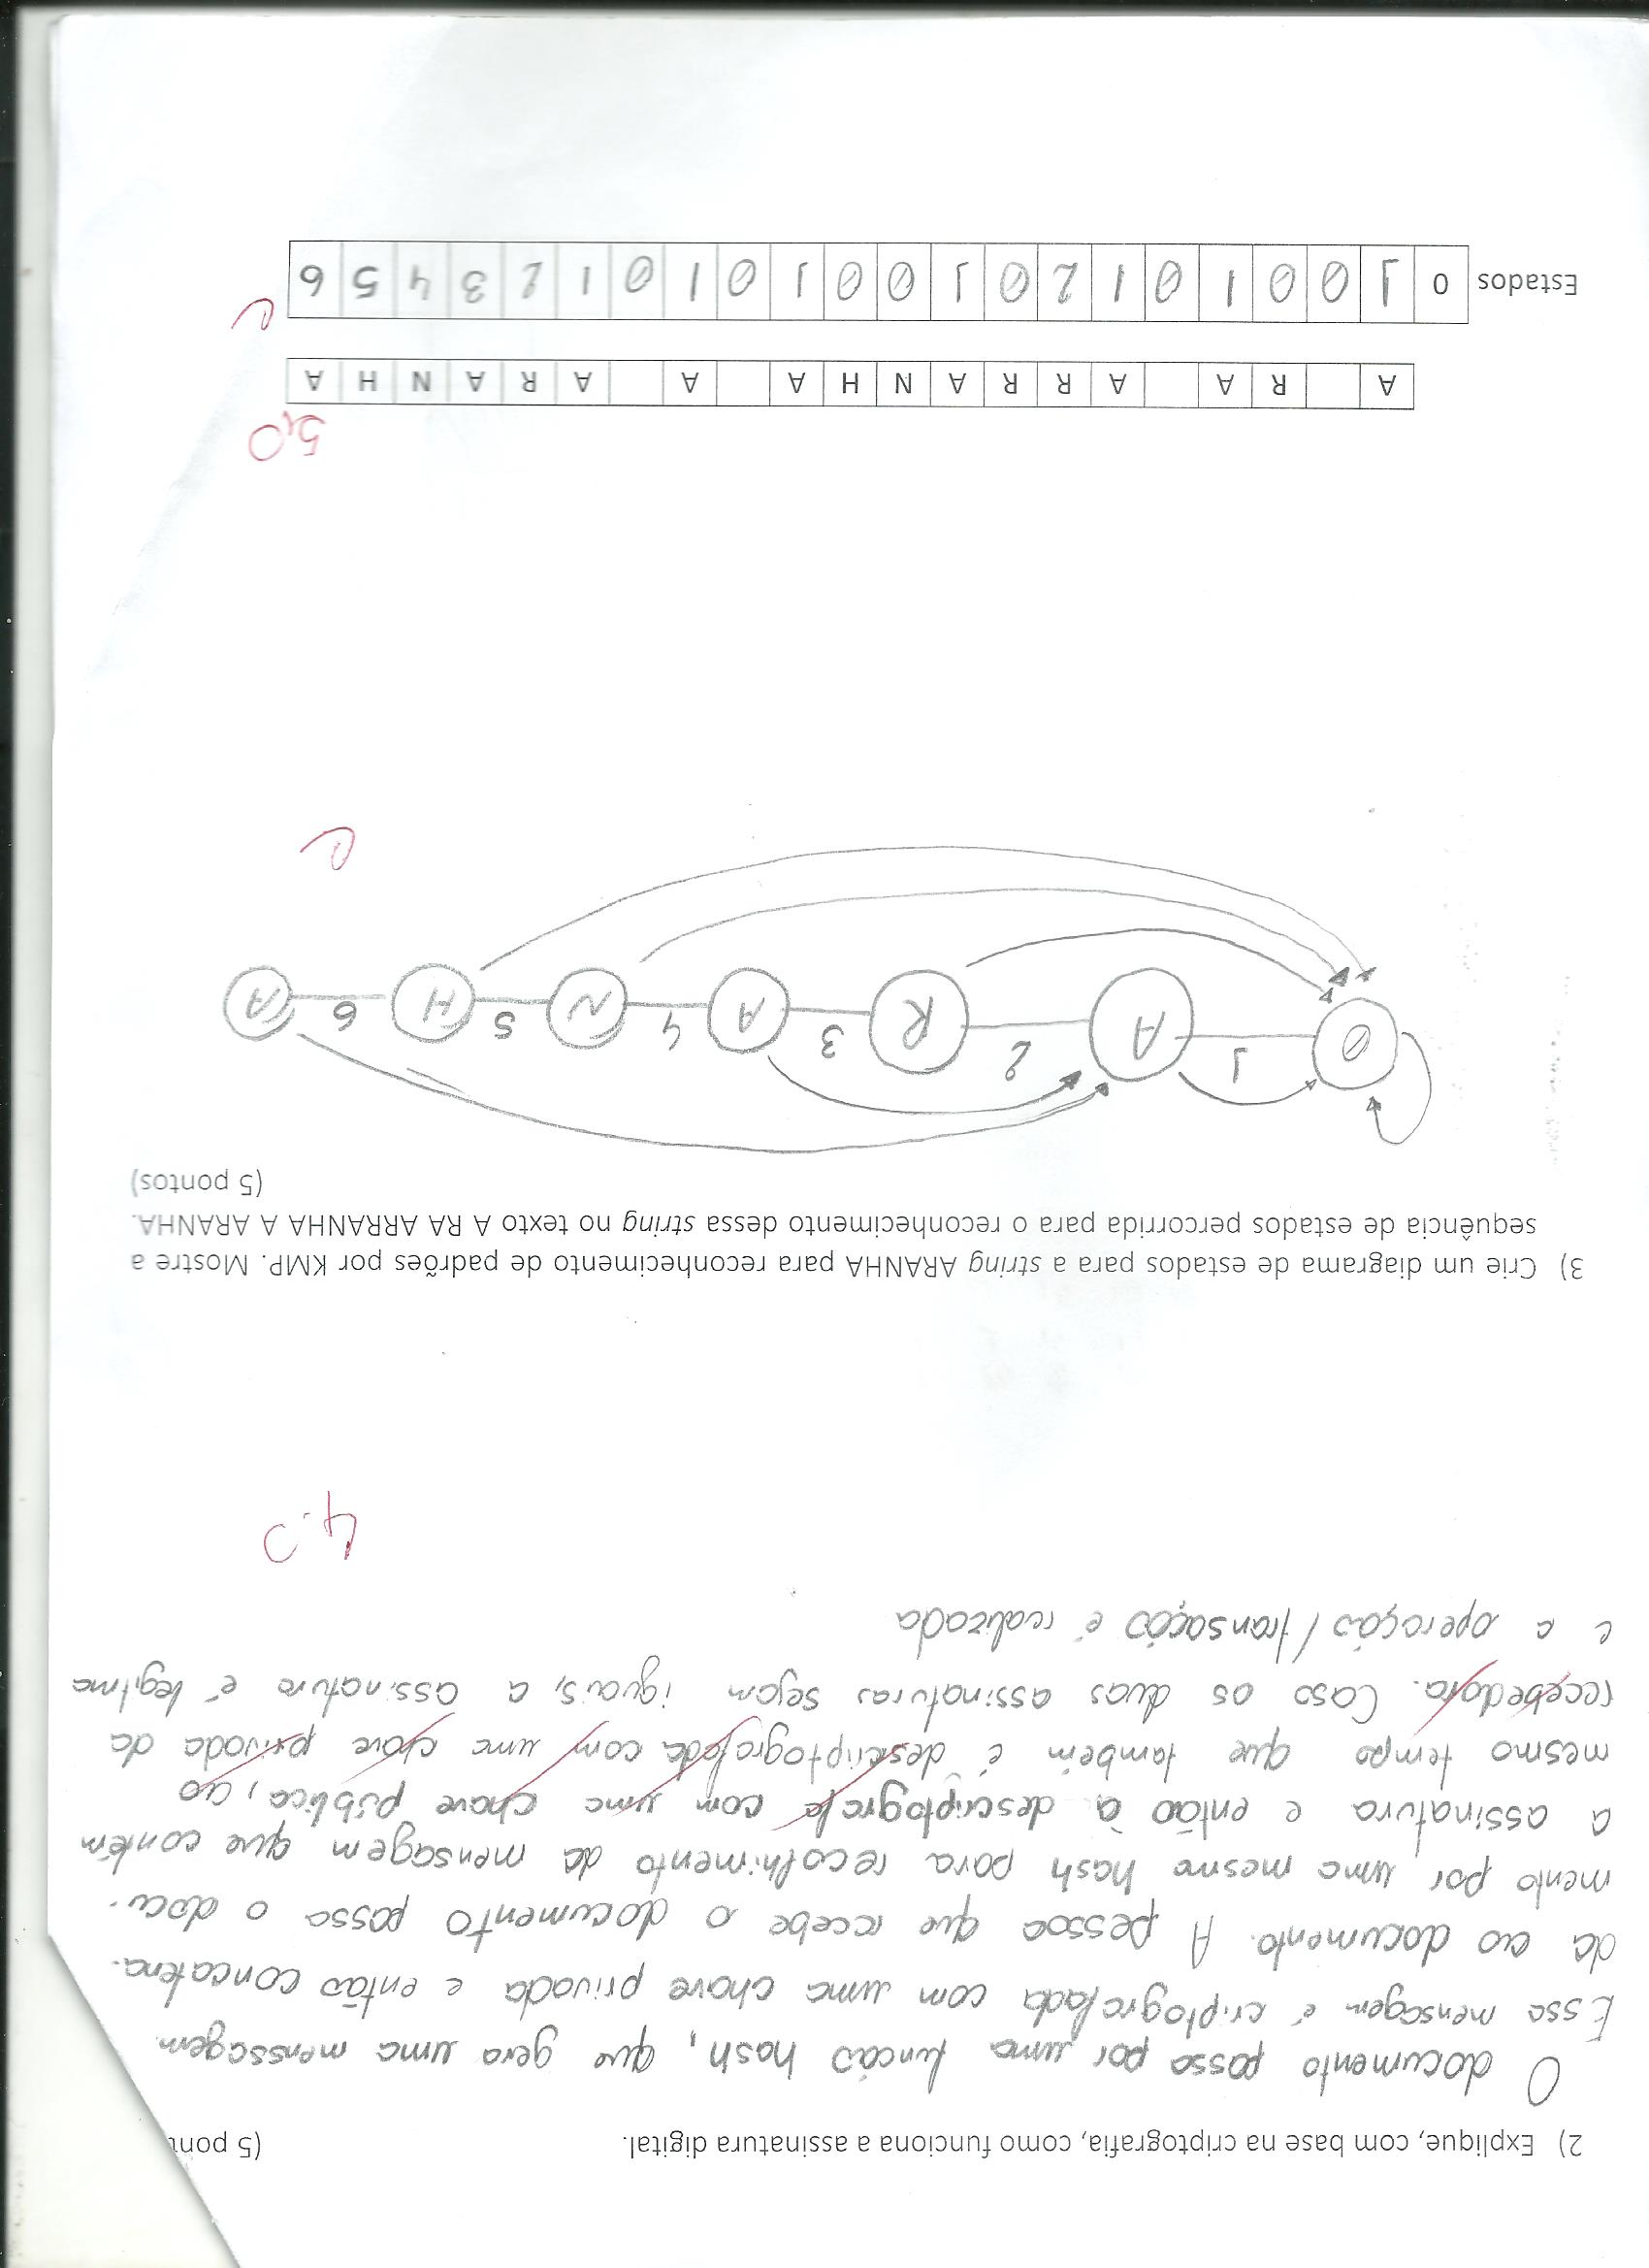 2) Explique, com base na criptografia, como funciona a assinatura digital. (5 pont
O documento passa por uma funcão hash, que gera uma menssagem.
Essa mensagem é criptografada com uma chave privada e então concatena-
da ao documento. A pessoa que recebe o documento passa o docu-
mento por uma mesma hash para recolhimento da mensagem que contém
a assinatura e então à descriptografa com uma chave pública, ao
mesmo tempo que também é descriptografada com uma chave privada da
recebedora. Caso as duas assinaturas sejam iguais, a assinatura é legitma
e a operação/transação é realizada
4.0
3) Crie um diagrama de estados para a string ARANHA para reconhecimento de padrões por KMP. Mostre a
sequência de estados percorrida para o reconhecimento dessa string no texto A RA ARRANHA A ARANHA.
(5 pontos)
0 1 A 2 R 3 A 4 N 5 H 6 A
C
5,0
A R A A R R A N H A A A R A N H A
C
Estados 0 1 0 0 1 0 1 2 0 1 0 0 1 0 1 0 1 2 3 4 5 6